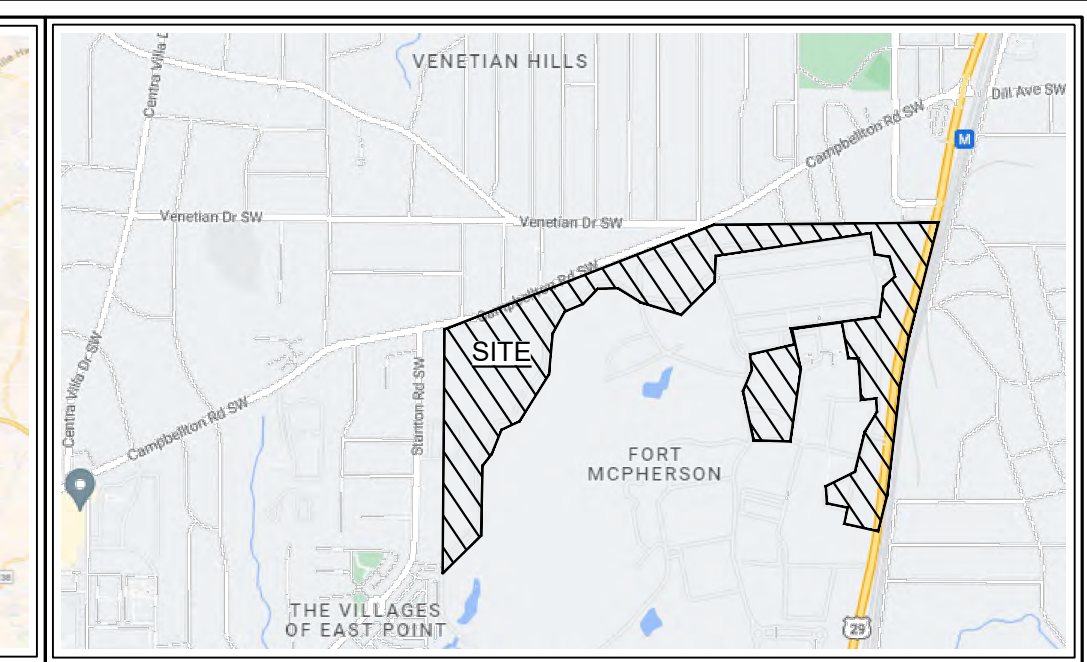 VENETIAN HILLS
Centra Villa
Dill Ave SW
Campbellton Rd SW
M
Venetian Dr SW
Venetian Dr SW
Campbellton Rd SW
SITE
Centra Villa Dr SW
Stanton Rd SW
Campbellton Rd SW
FORT
MCPHERSON
THE VILLAGES
OF EAST POINT
29